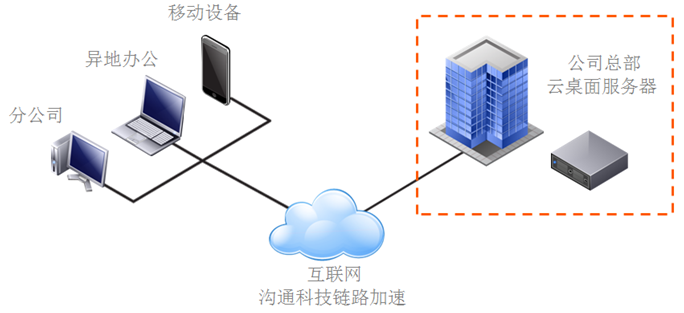 移动设备
异地办公
分公司
公司总部
云桌面服务器
互联网
沟通科技链路加速